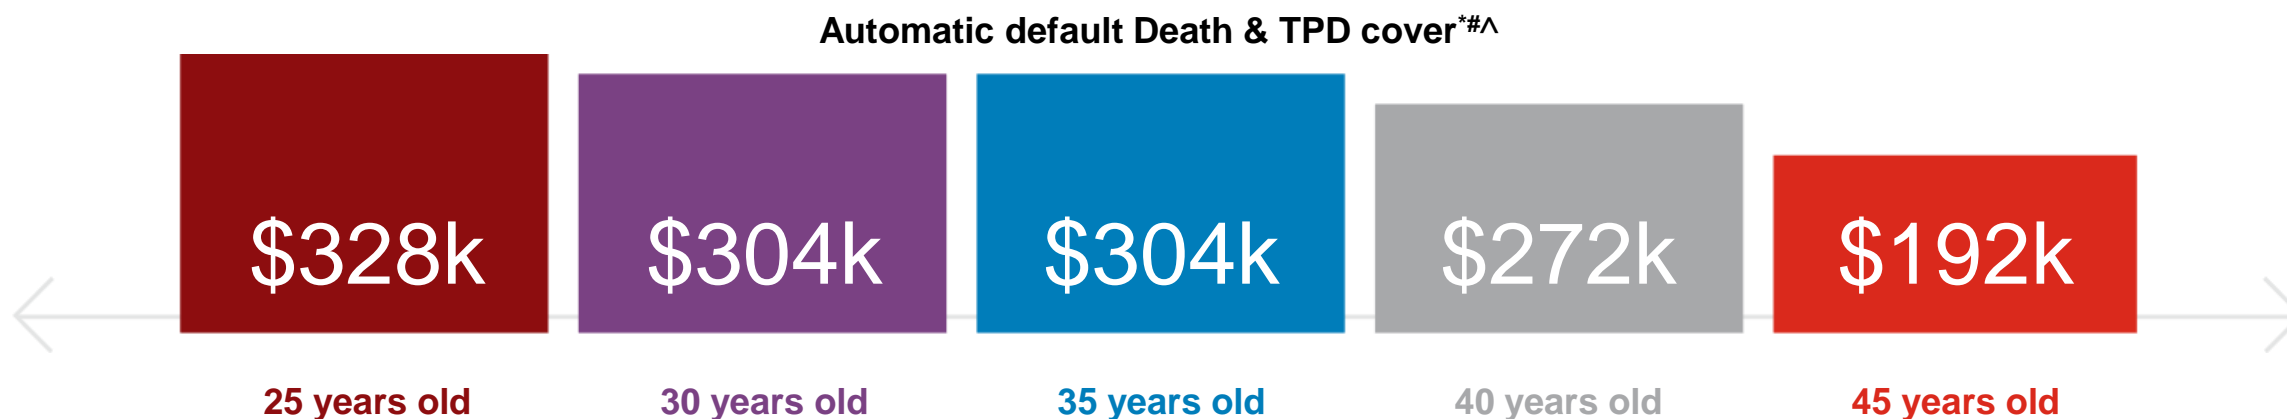 Automatic default Death & TPD cover*#^
$328k
$304k
$304k
$272k
$192k
25 years old
30 years old
35 years old
40 years old
45 years old